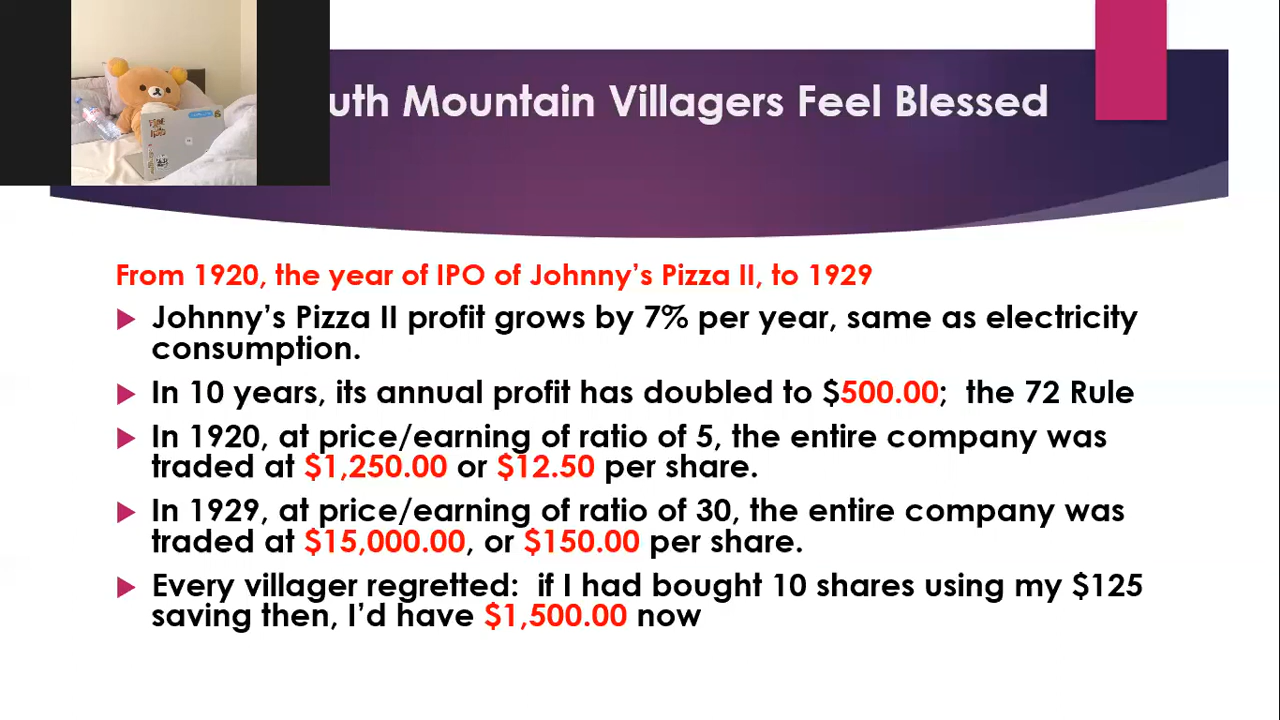 uth Mountain Villagers Feel Blessed
From 1920, the year of IPO of Johnny’s Pizza II, to 1929
Johnny’s Pizza II profit grows by 7% per year, same as electricity
consumption.
In 10 years, its annual profit has doubled to $500.00;  the 72 Rule
In 1920, at price/earning of ratio of 5, the entire company was
traded at $1,250.00 or $12.50 per share.
In 1929, at price/earning of ratio of 30, the entire company was
traded at $15,000.00, or $150.00 per share.
Every villager regretted:  if I had bought 10 shares using my $125
saving then, I’d have $1,500.00 now